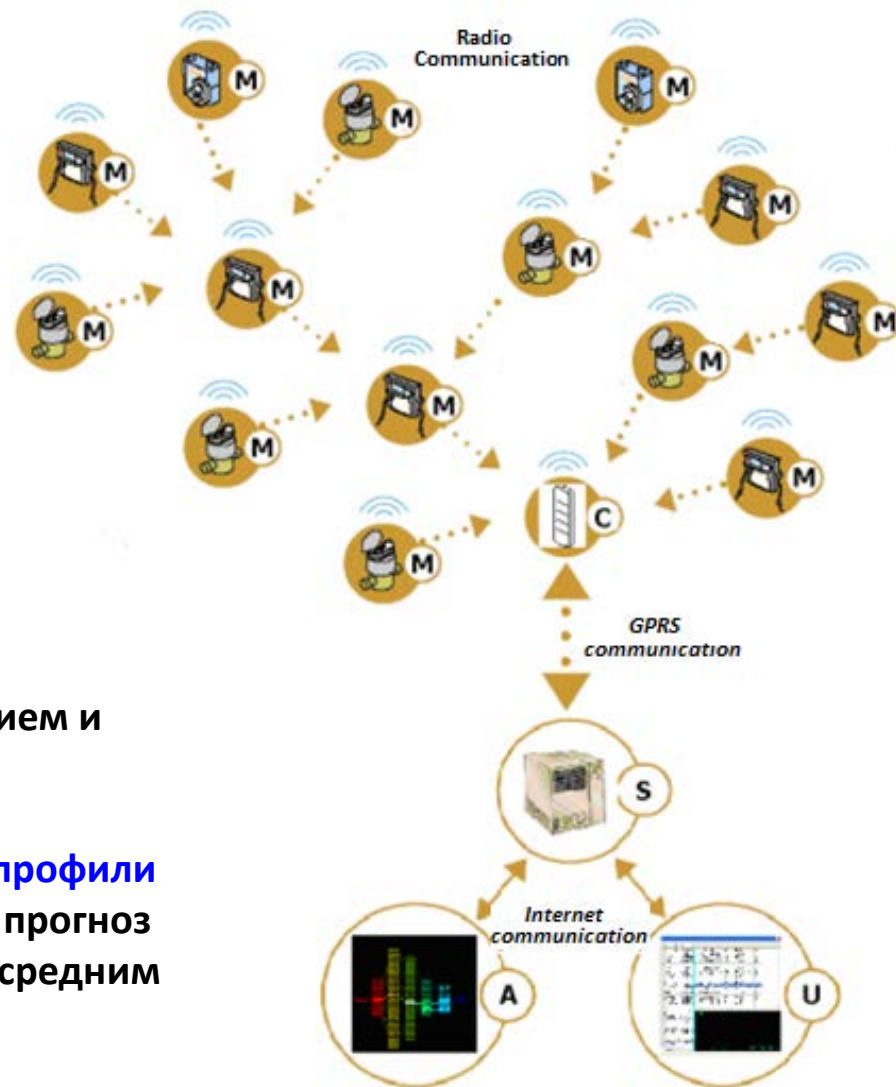 Radio
Communication
M
M
M
M
M
M
M
M
M
M
M
M
M
M
C
M
GPRS
communication
ием и
S
профили
прогноз
средним
Internet
communication
A
U